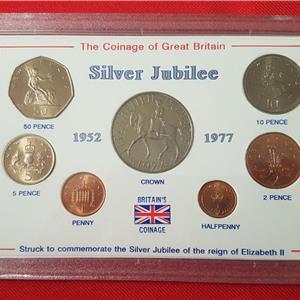 The Coinage of Great Britain
Silver Jubilee
50 PENCE
1952
1977
10 PENCE
5 PENCE
CROWN
2 PENCE
PENNY
BRITAIN'S
COINAGE
HALFPENNY
Struck to commemorate the Silver Jubilee of the reign of Elizabeth II